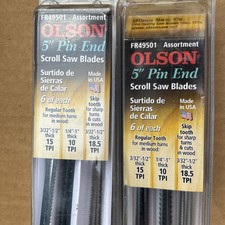 FR49501 Assortment
OLSON
5" Pin End
Scroll Saw Blades
Surtido de
Sierras
de Calar
Made in
USA
6 of each
Regular Tooth
for medium turns
in wood:
Skip
tooth
for sharp
turns
& cuts
in wood
3/32"-1/2"
thick
15
TPI
1/4"-1"
thick
10
TPI
3/32"-1/2"
thick
18.5
TPI
FR49501 Assortment
OLSON
5" Pin End
Scroll Saw Blades
Surtido de
Sierras
de Calar
Made in
USA
6 of each
Regular Tooth
for medium turns
in wood:
Skip
tooth
for sharp
turns
& cuts
in wood
3/32"-1/2"
thick
15
TPI
1/4"-1"
thick
10
TPI
3/32"-1/2"
thick
18.5
TPI